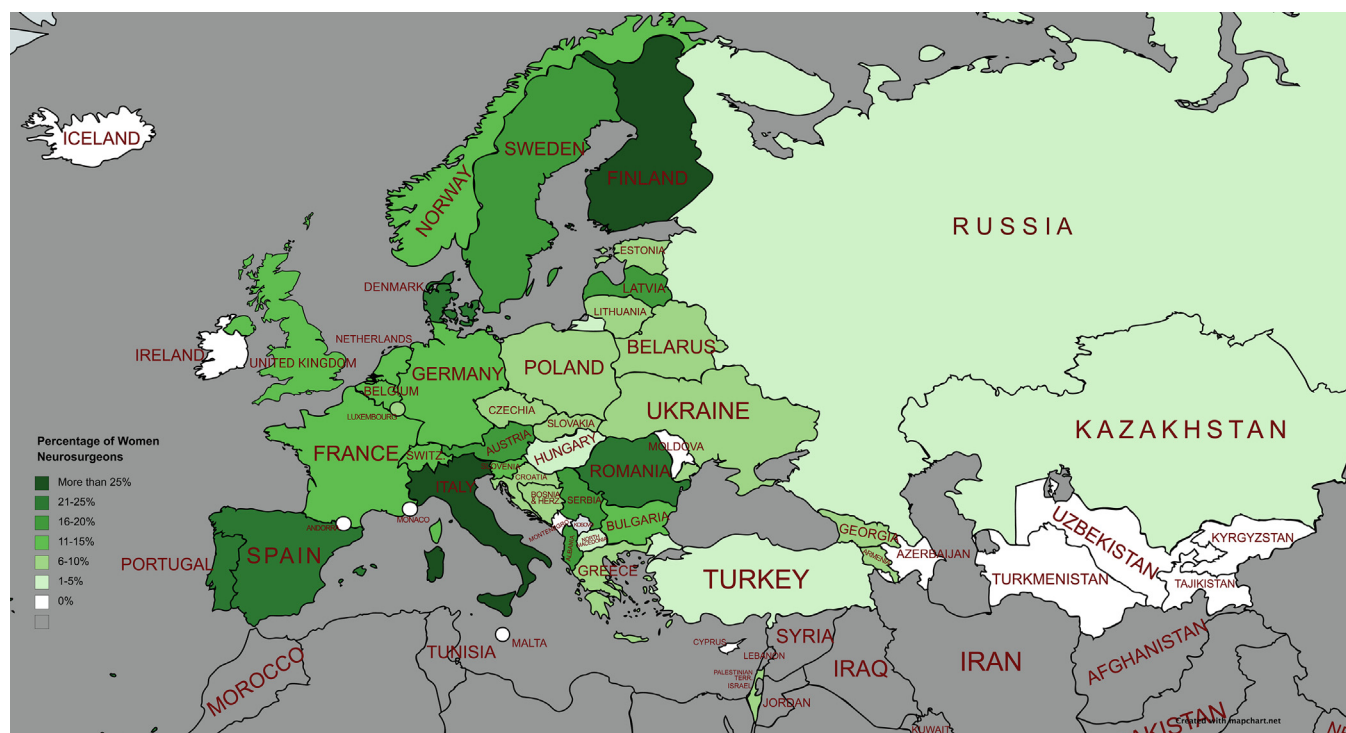 ICELAND
SWEDEN
FINLAND
NORWAY
RUSSIA
ESTONIA
DENMARK
LATVIA
LITHUANIA
NETHERLANDS
IRELAND
UNITED KINGDOM
BELARUS
POLAND
GERMANY
BELGIUM
LUXEMBOURG
CZECHIA
UKRAINE
SLOVAKIA
KAZAKHSTAN
FRANCE
SWITZ.
AUSTRIA
HUNGARY
MOLDOVA
SLOVENIA
ROMANIA
CROATIA
ITALY
BOSNIA
& HERZ.
SERBIA
MONACO
ANDORRA
MONTENEGRO
KOSOVO
BULGARIA
NORTH
MACEDONIA
ALBANIA
GEORGIA
ARMENIA
AZERBAIJAN
UZBEKISTAN
KYRGYZSTAN
PORTUGAL
SPAIN
GREECE
TURKEY
TURKMENISTAN
TAJIKISTAN
MALTA
TUNISIA
MOROCCO
CYPRUS
SYRIA
LEBANON
PALESTINIAN
TERR.
ISRAEL
JORDAN
IRAQ
IRAN
AFGHANISTAN
KUWAIT
Percentage of Women
Neurosurgeons
More than 25%
21-25%
16-20%
11-15%
6-10%
1-5%
0%
Created with mapchart.net